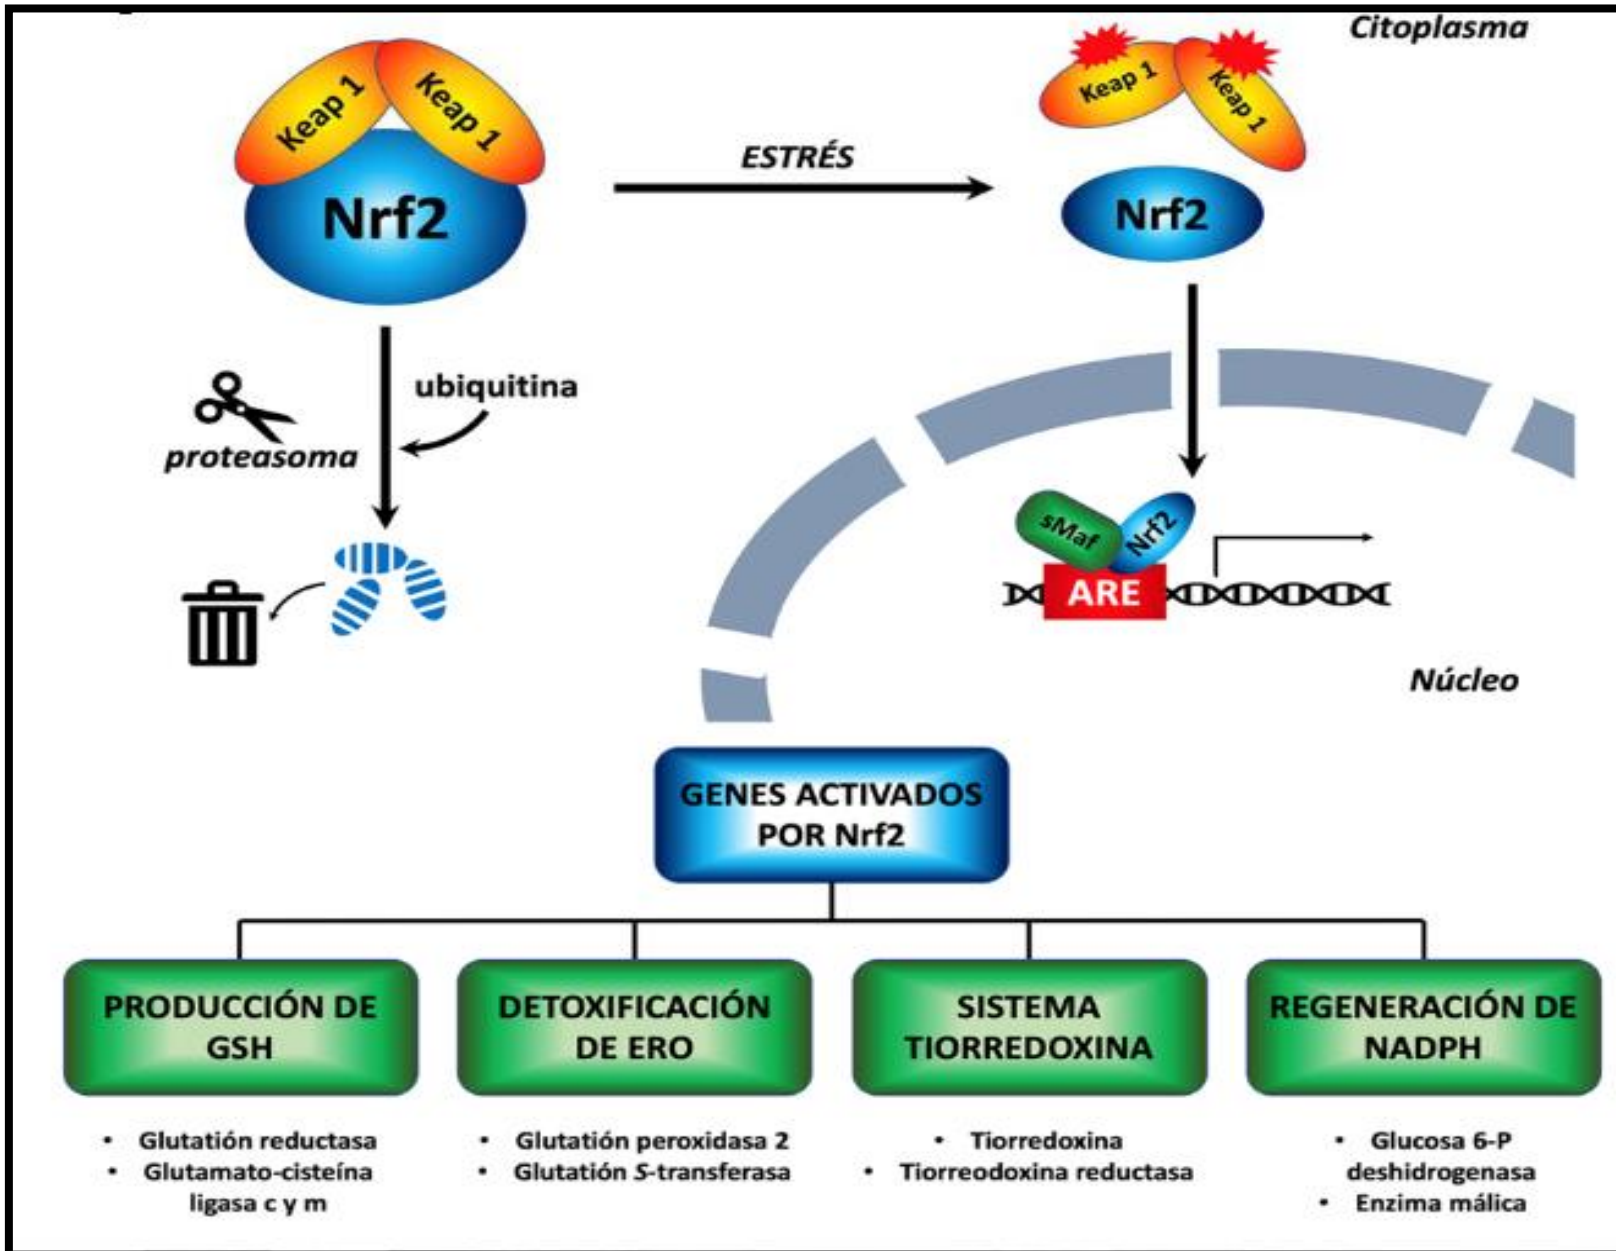 Citoplasma
Keap 1
Keap 1
Nrf2
ESTRÉS
Keap 1
Keap 1
Nrf2
ubiquitina
proteasoma
sMaf
Nrf2
ARE
Núcleo
GENES ACTIVADOS
POR Nrf2
PRODUCCIÓN DE
GSH
• Glutatión reductasa
• Glutamato-cisteína
ligasa c y m
DETOXIFICACIÓN
DE ERO
• Glutatión peroxidasa 2
• Glutatión S-transferasa
SISTEMA
TIORREDOXINA
• Tiorredoxina
• Tiorreodoxina reductasa
REGENERACIÓN DE
NADPH
• Glucosa 6-P
deshidrogenasa
• Enzima málica